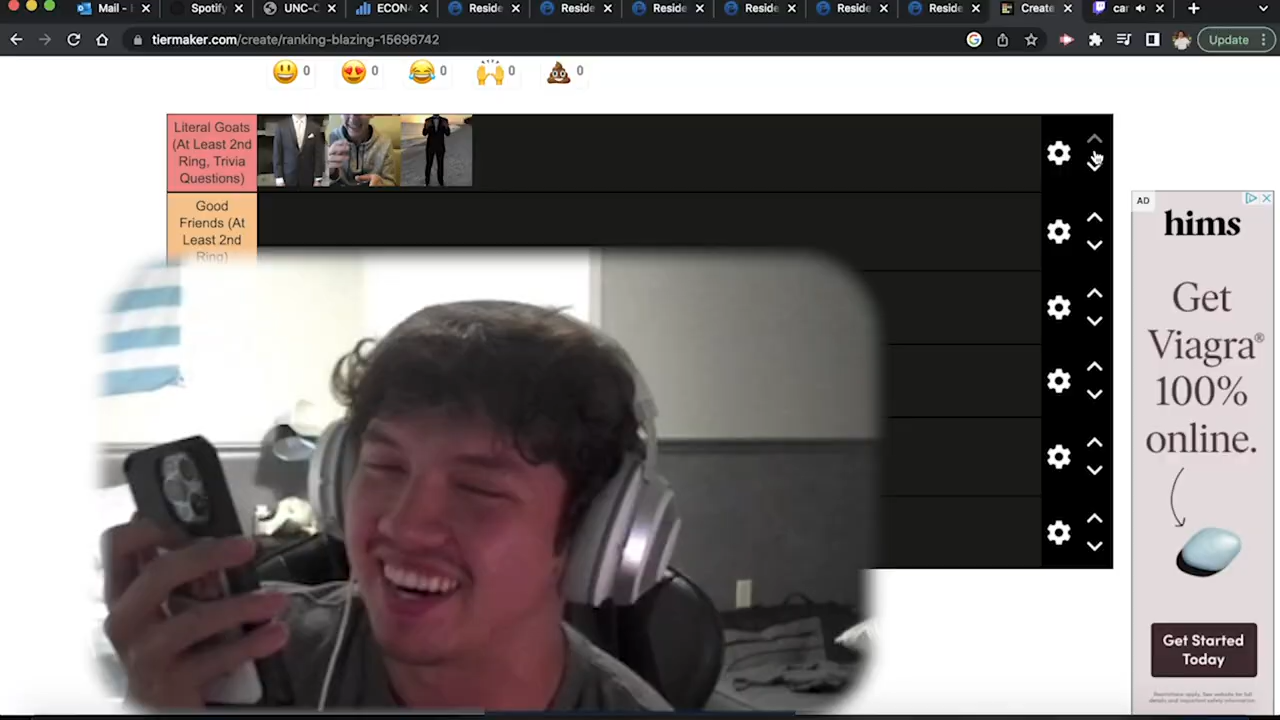 Mail -
Spotify
UNC-C
ECON-
Reside
Reside
Reside
Reside
Reside
Reside
Create
car
tiermaker.com/create/ranking-blazing-15696742
Update
0
0
0
0
0
Literal Goats
(At Least 2nd
Ring, Trivia
Questions)
Good
Friends (At
Least 2nd
Ring)
AD
hims
Get
Viagra®
100%
online.
Get Started
Today